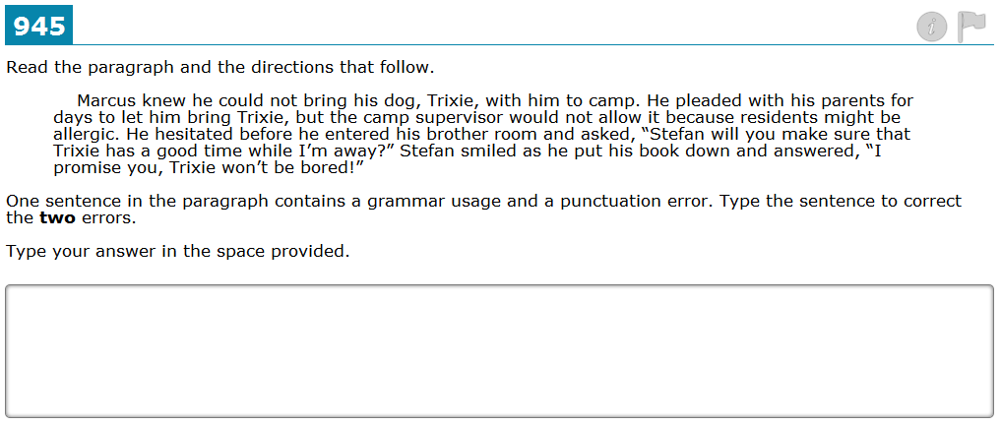 945
i
Read the paragraph and the directions that follow.
Marcus knew he could not bring his dog, Trixie, with him to camp. He pleaded with his parents for
days to let him bring Trixie, but the camp supervisor would not allow it because residents might be
allergic. He hesitated before he entered his brother room and asked, “Stefan will you make sure that
Trixie has a good time while I’m away?” Stefan smiled as he put his book down and answered, “I
promise you, Trixie won’t be bored!”
One sentence in the paragraph contains a grammar usage and a punctuation error. Type the sentence to correct
the two errors.
Type your answer in the space provided.